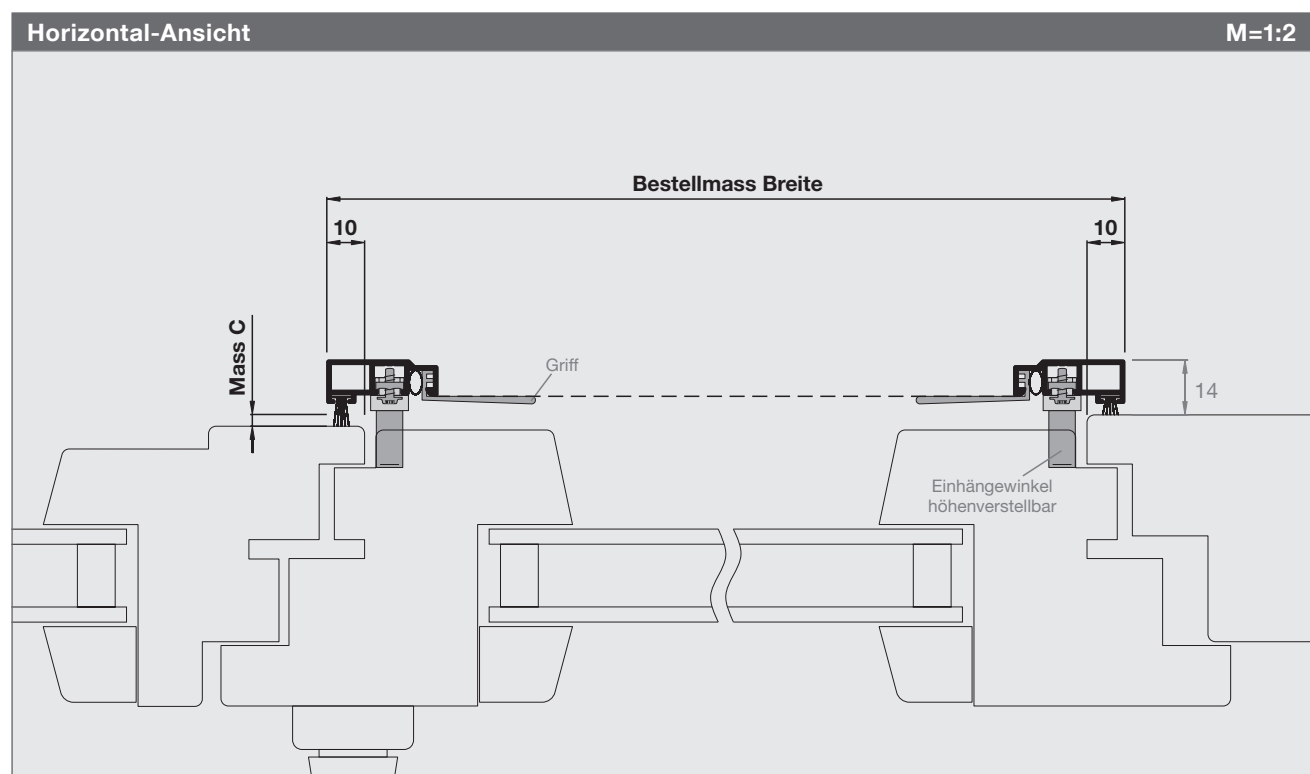 Horizontal-Ansicht M=1:2
Bestellmass Breite
10 10
Mass C
Griff
14
Einhängewinkel
höhenverstellbar